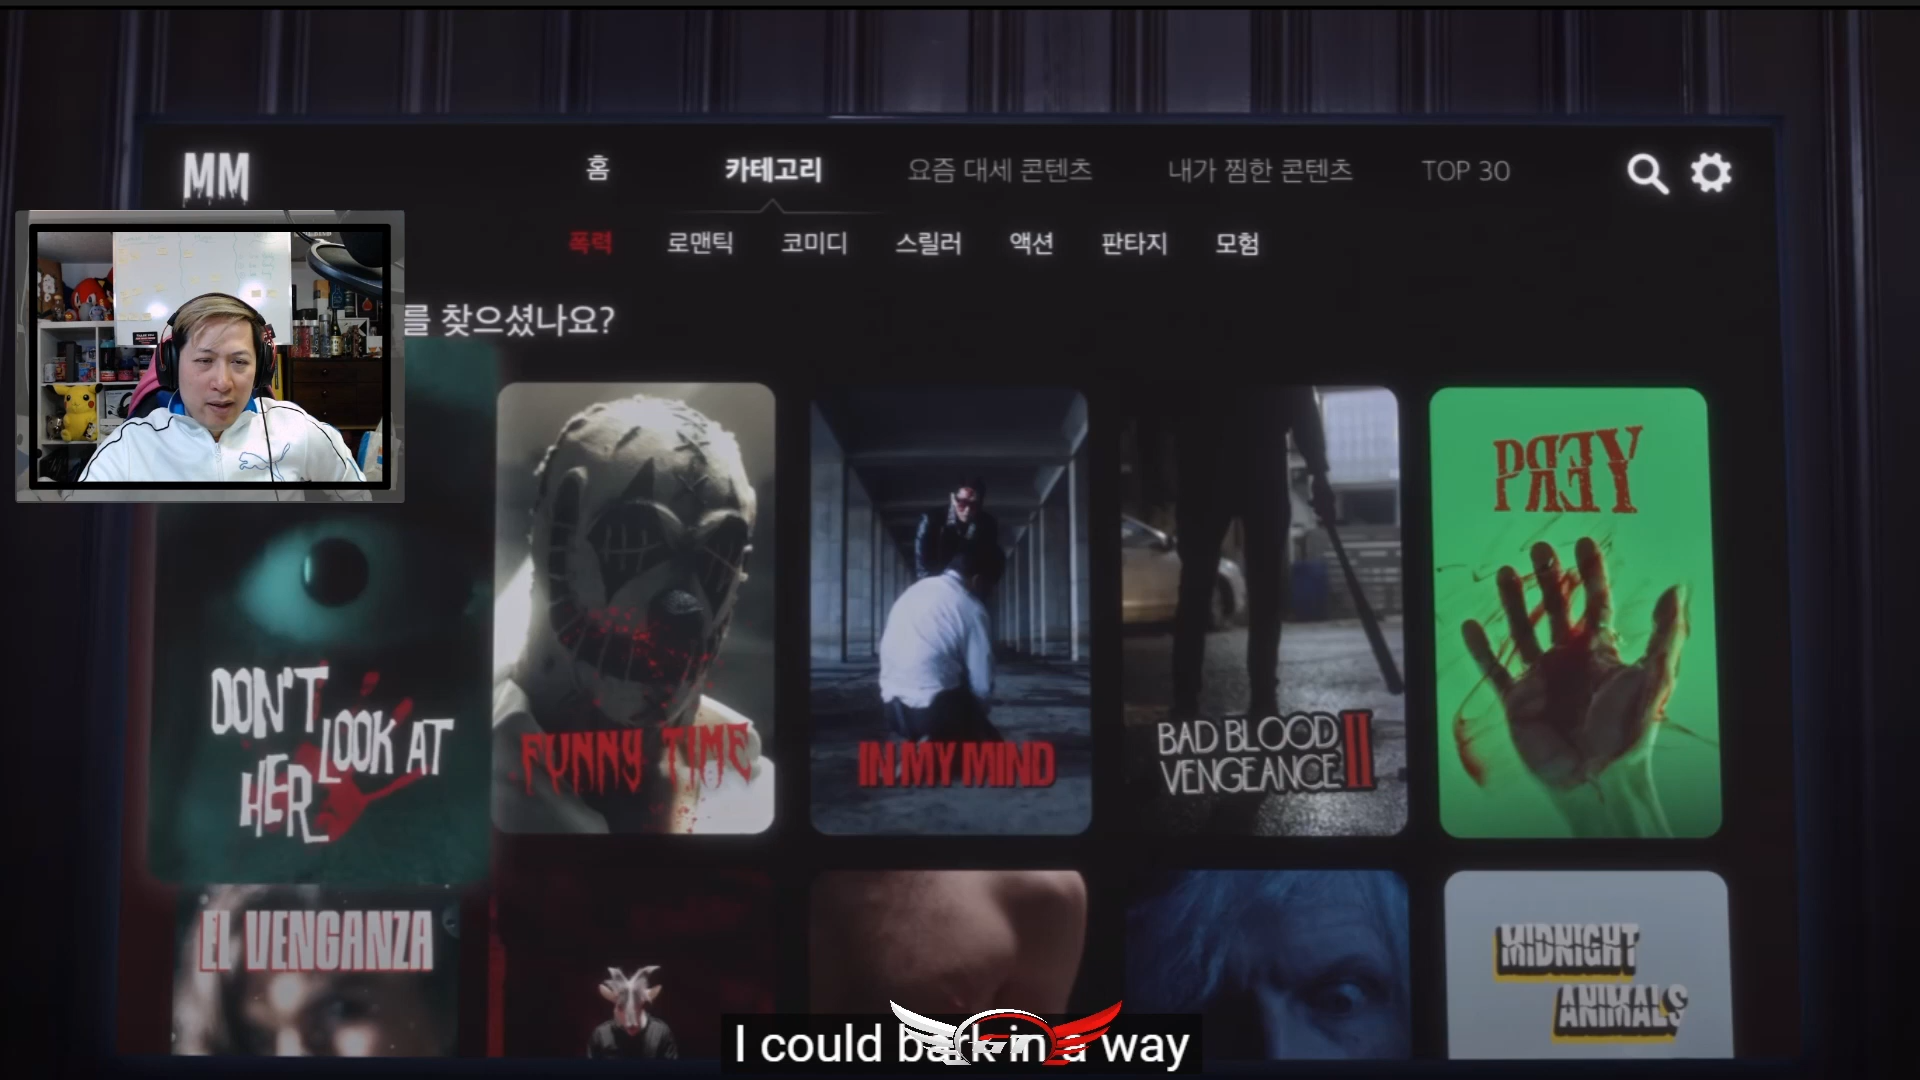 MM
홈 카테고리 요즘 대세 콘텐츠 내가 찜한 콘텐츠 TOP 30
폭력 로맨틱 코미디 스릴러 액션 판타지 모험
를 찾으셨나요?
PREY
DON'T
LOOK AT
HER
FUNNY TIME
IN MY MIND
BAD BLOOD
VENGEANCE II
EL VENGANZA
MIDNIGHT
ANIMALS
I could bark in a way